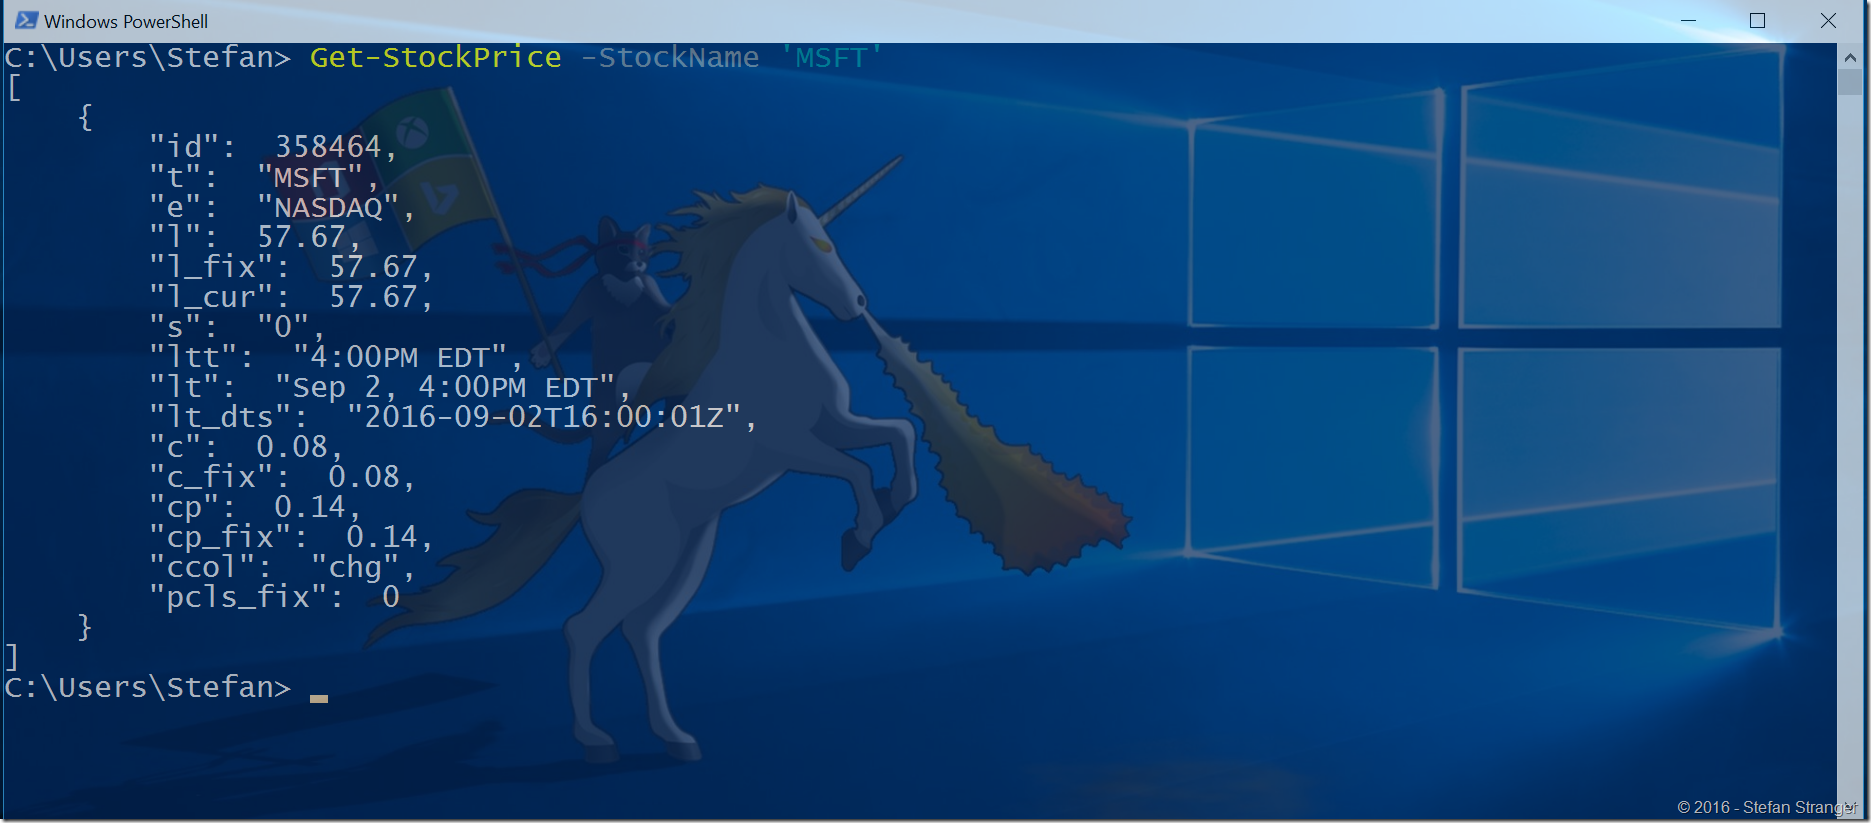 Windows PowerShell
C:\Users\Stefan> Get-StockPrice -StockName 'MSFT'
[
    {
        "id":  358464,
        "t":  "MSFT",
        "e":  "NASDAQ",
        "l":  57.67,
        "l_fix":  57.67,
        "l_cur":  57.67,
        "s":  "0",
        "ltt":  "4:00PM EDT",
        "lt":  "Sep 2, 4:00PM EDT",
        "lt_dts":  "2016-09-02T16:00:01Z",
        "c":  0.08,
        "c_fix":  0.08,
        "cp":  0.14,
        "cp_fix":  0.14,
        "ccol":  "chg",
        "pcls_fix":  0
    }
]
C:\Users\Stefan>
© 2016 - Stefan Stranger